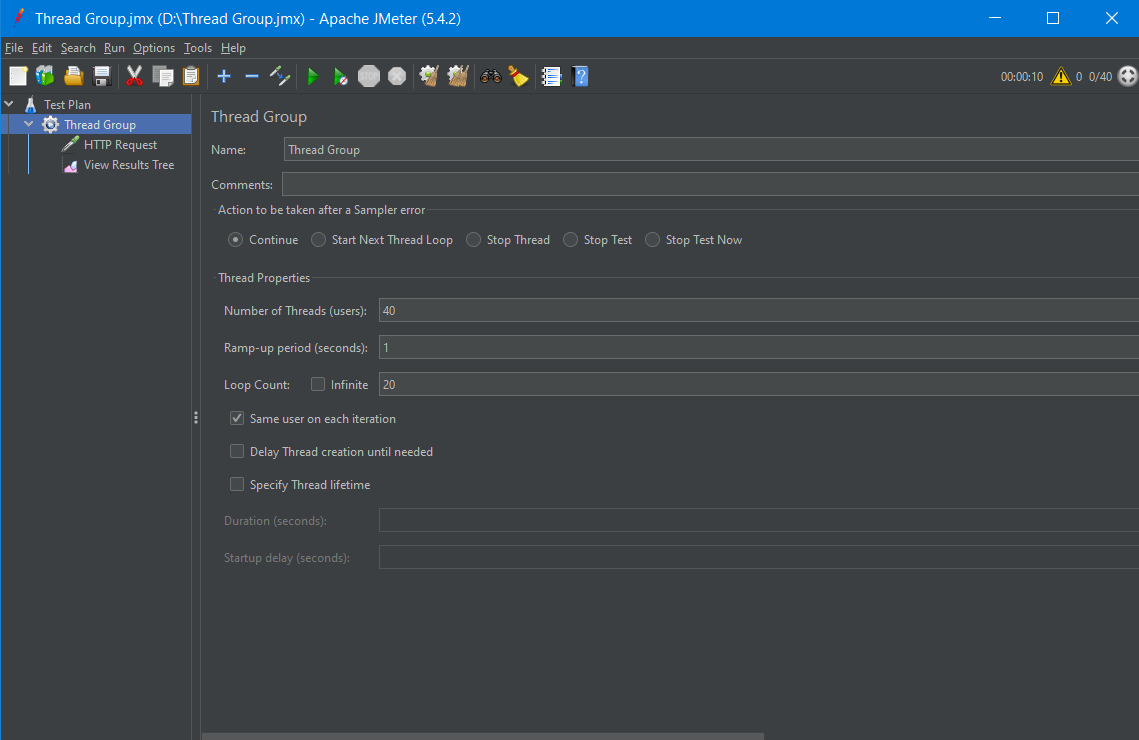 Thread Group.jmx (D:\Thread Group.jmx) - Apache JMeter (5.4.2)
File Edit Search Run Options Tools Help
STOP 00:00:10 0 0/40
Test Plan
Thread Group
HTTP Request
View Results Tree
Thread Group
Name: Thread Group
Comments:
Action to be taken after a Sampler error
Continue Start Next Thread Loop Stop Thread Stop Test Stop Test Now
Thread Properties
Number of Threads (users): 40
Ramp-up period (seconds): 1
Loop Count: Infinite 20
Same user on each iteration
Delay Thread creation until needed
Specify Thread lifetime
Duration (seconds):
Startup delay (seconds):